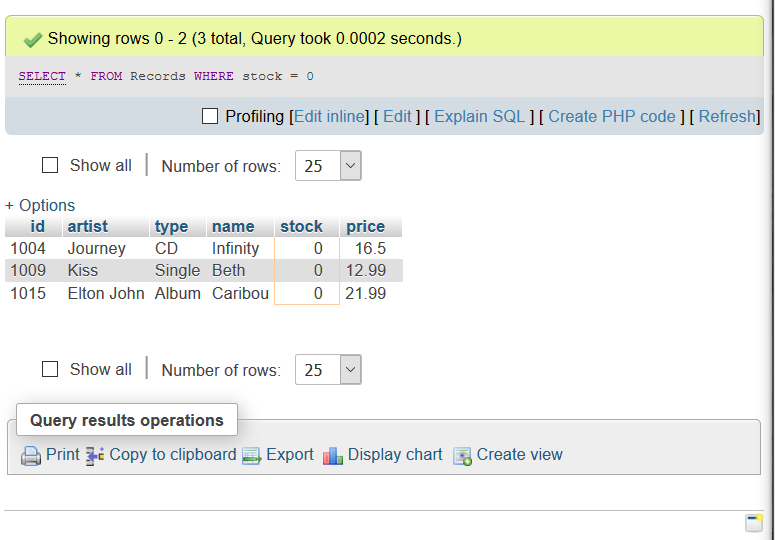 Showing rows 0 - 2 (3 total, Query took 0.0002 seconds.)
SELECT * FROM Records WHERE stock = 0
Profiling [Edit inline] [ Edit ] [ Explain SQL ] [ Create PHP code ] [ Refresh]
Show all | Number of rows: 25
+ Options
id artist type name stock price
1004 Journey CD Infinity 0 16.5
1009 Kiss Single Beth 0 12.99
1015 Elton John Album Caribou 0 21.99
Show all | Number of rows: 25
Query results operations
Print Copy to clipboard Export Display chart Create view